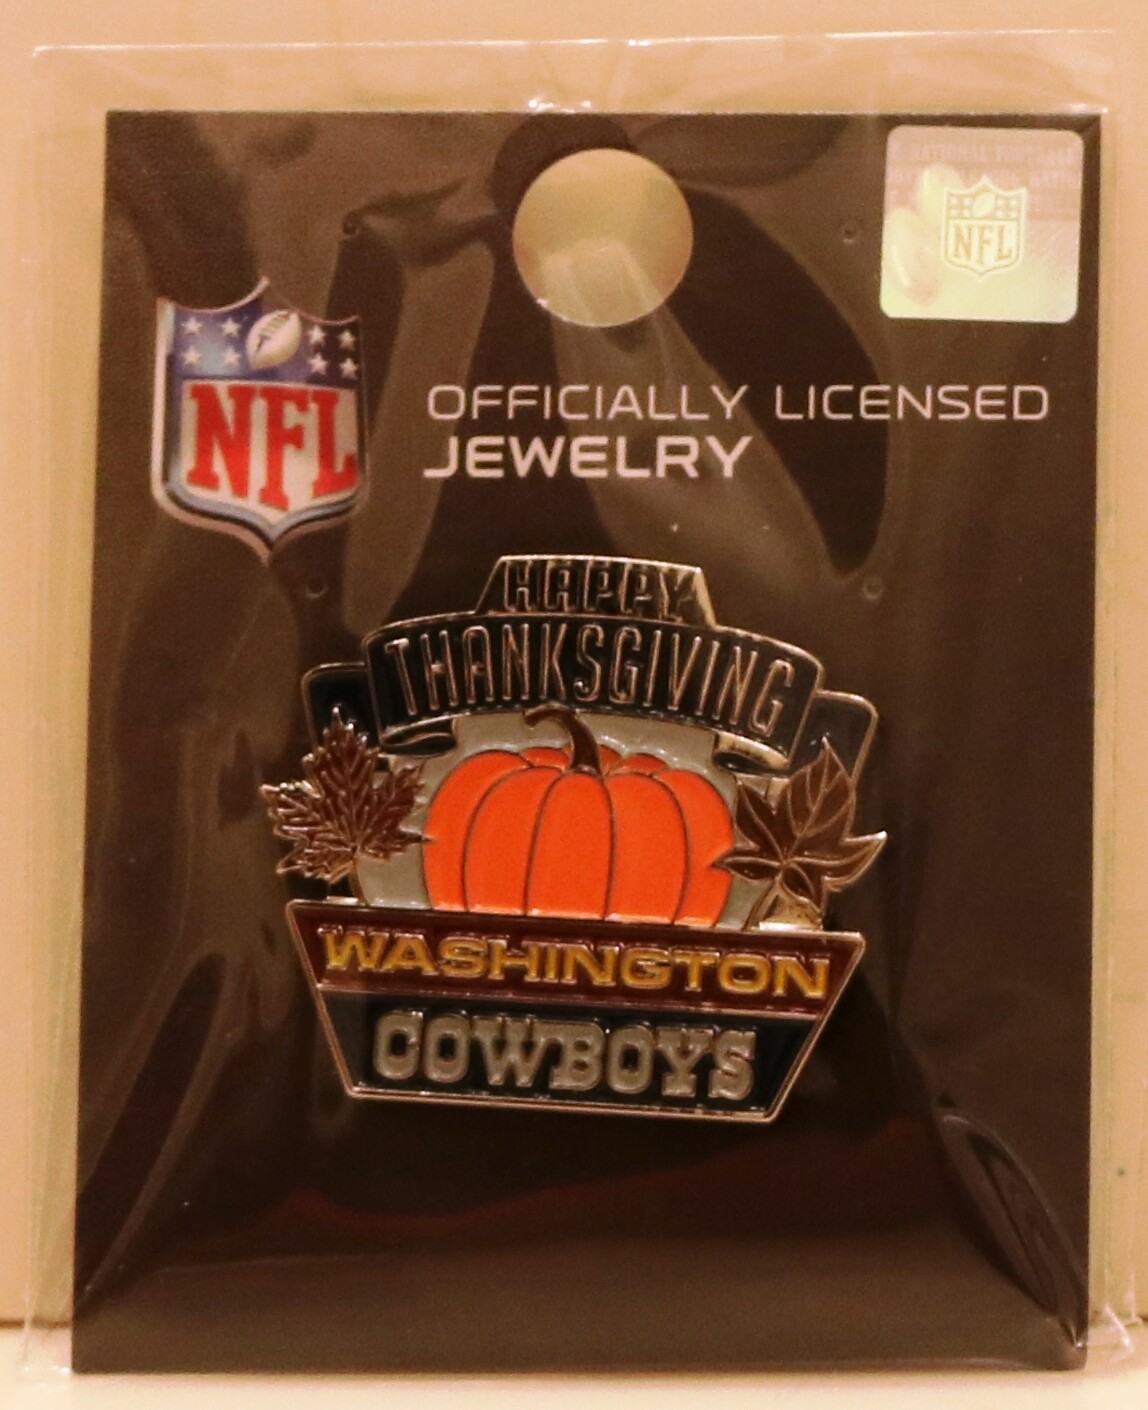 NFL
NFL
OFFICIALLY LICENSED
JEWELRY
HAPPY
THANKSGIVING
WASHINGTON
COWBOYS